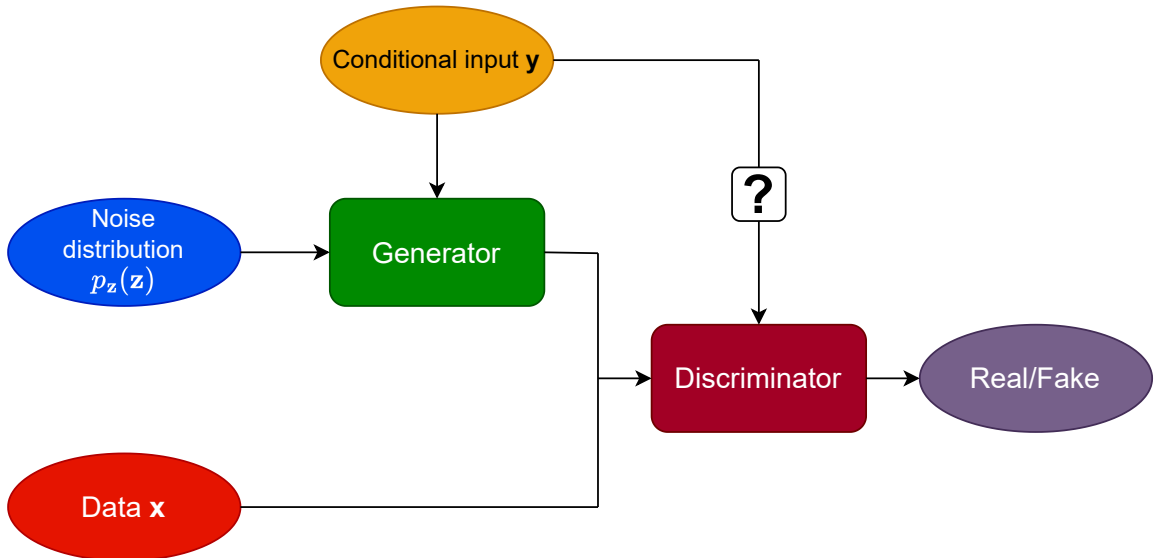 Conditional input y
?
Noise
distribution
p_z(z)
Generator
Discriminator
Real/Fake
Data x